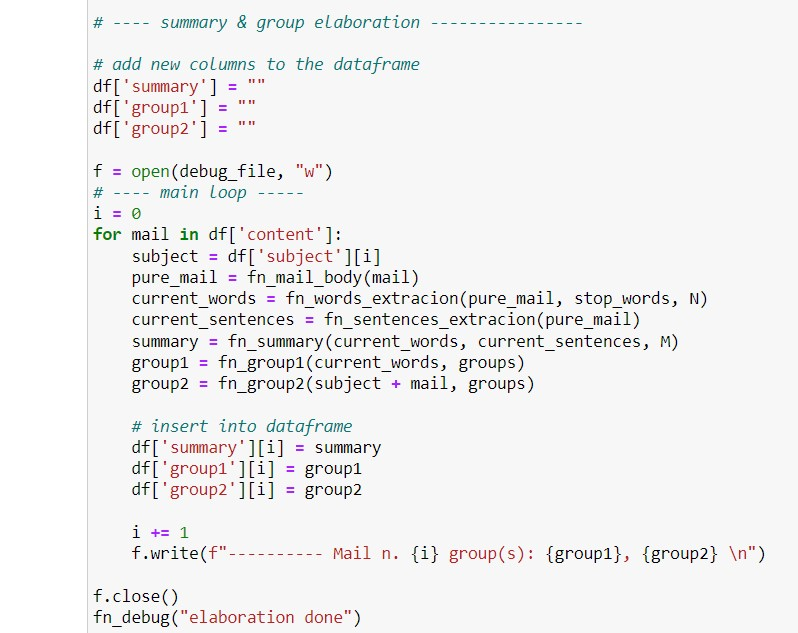 # ---- summary & group elaboration ----------------
# add new columns to the dataframe
df['summary'] = ""
df['group1'] = ""
df['group2'] = ""
f = open(debug_file, "w")
# ---- main loop -----
i = 0
for mail in df['content']:
    subject = df['subject'][i]
    pure_mail = fn_mail_body(mail)
    current_words = fn_words_extracion(pure_mail, stop_words, N)
    current_sentences = fn_sentences_extracion(pure_mail)
    summary = fn_summary(current_words, current_sentences, M)
    group1 = fn_group1(current_words, groups)
    group2 = fn_group2(subject + mail, groups)
    # insert into dataframe
    df['summary'][i] = summary
    df['group1'][i] = group1
    df['group2'][i] = group2
    i += 1
    f.write(f"---------- Mail n. {i} group(s): {group1}, {group2} \n")
f.close()
fn_debug("elaboration done")